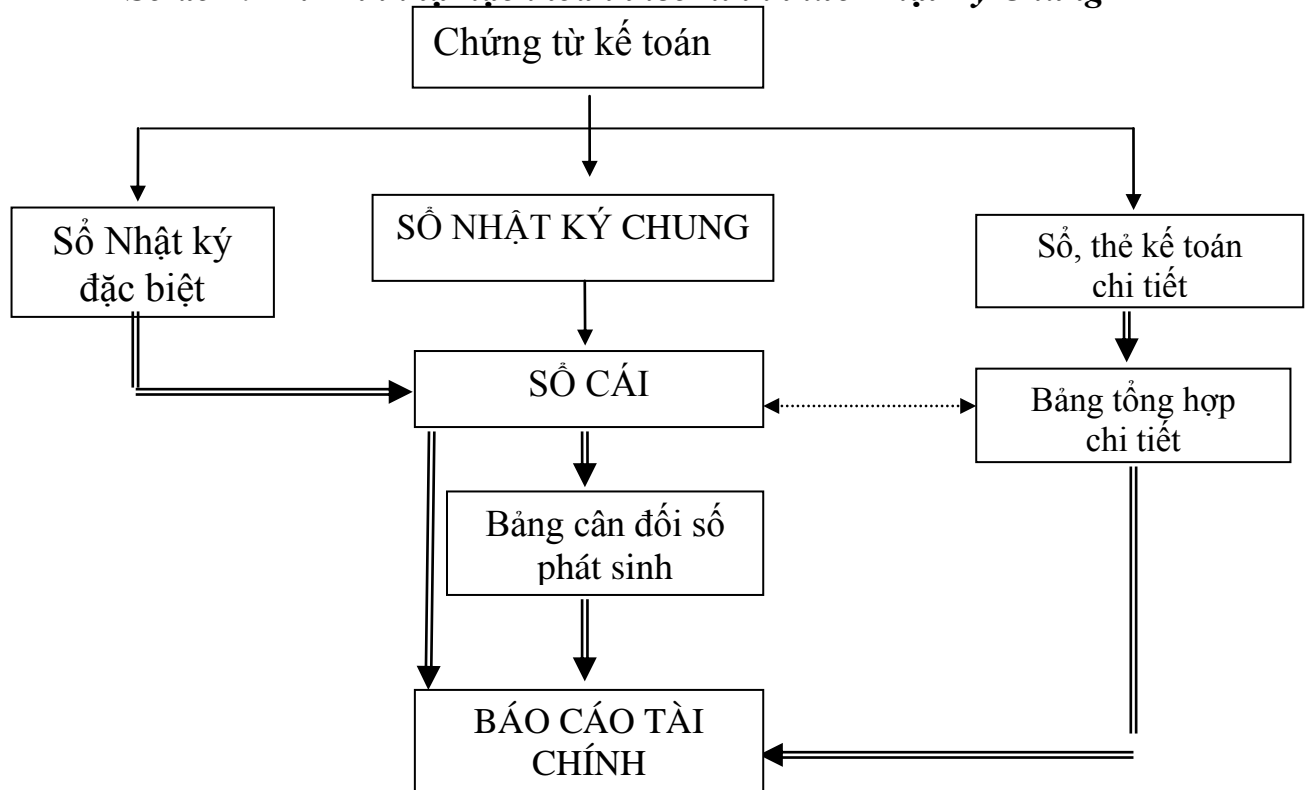 Chứng từ kế toán
Sổ Nhật ký
đặc biệt
SỔ NHẬT KÝ CHUNG
Sổ, thẻ kế toán
chi tiết
SỔ CÁI
Bảng tổng hợp
chi tiết
Bảng cân đối số
phát sinh
BÁO CÁO TÀI
CHÍNH